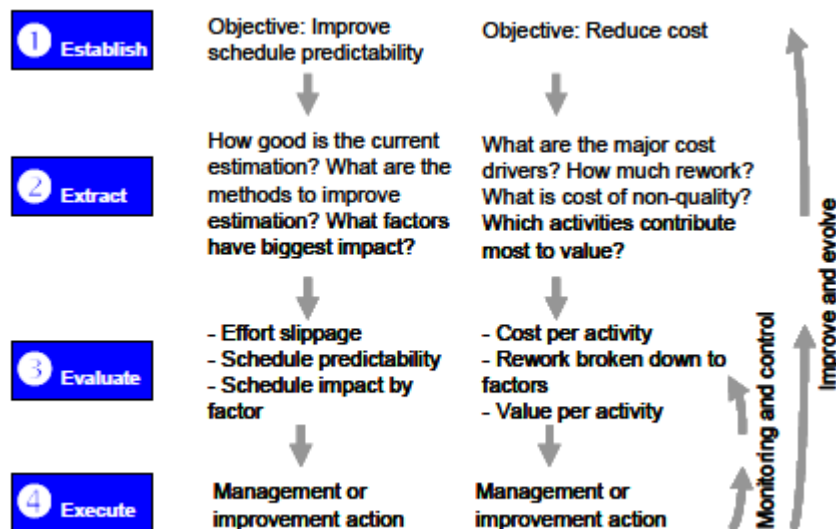 1 Establish
Objective: Improve
schedule predictability
Objective: Reduce cost
2 Extract
How good is the current
estimation? What are the
methods to improve
estimation? What factors
have biggest impact?
What are the major cost
drivers? How much rework?
What is cost of non-quality?
Which activities contribute
most to value?
3 Evaluate
- Effort slippage
- Schedule predictability
- Schedule impact by
factor
- Cost per activity
- Rework broken down to
factors
- Value per activity
4 Execute
Management or
improvement action
Management or
improvement action
Monitoring and control
Improve and evolve